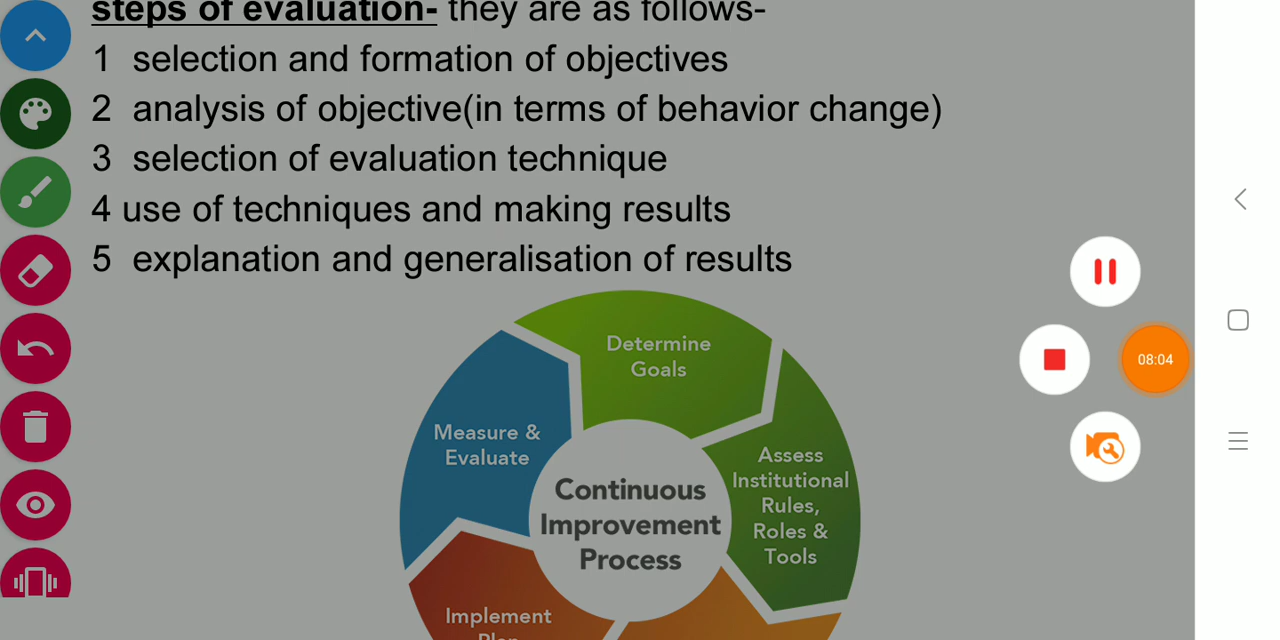 steps of evaluation- they are as follows-
1 selection and formation of objectives
2 analysis of objective(in terms of behavior change)
3 selection of evaluation technique
4 use of techniques and making results
5 explanation and generalisation of results
Determine
Goals
Assess
Institutional
Rules,
Roles &
Tools
Implement
Plan
Measure &
Evaluate
Continuous
Improvement
Process
08:04